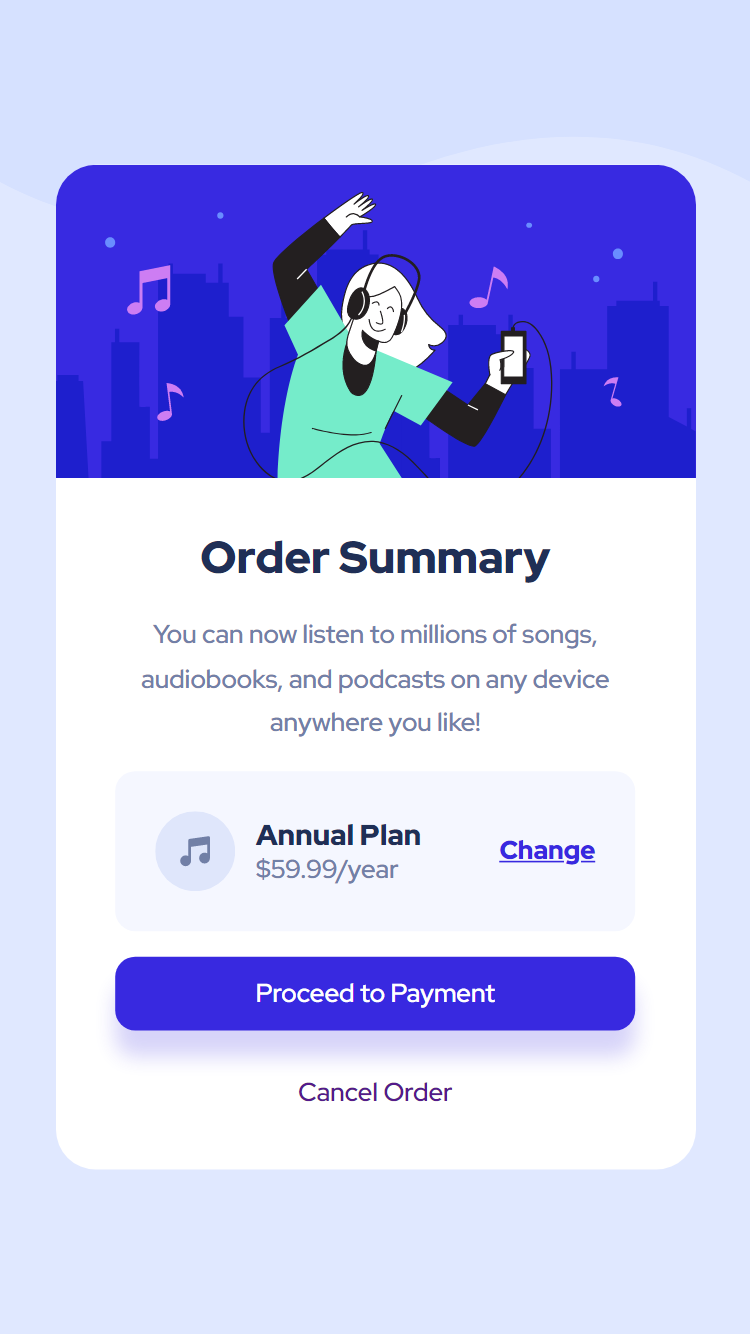 Order Summary
You can now listen to millions of songs,
audiobooks, and podcasts on any device
anywhere you like!
Annual Plan
$59.99/year
Change
Proceed to Payment
Cancel Order